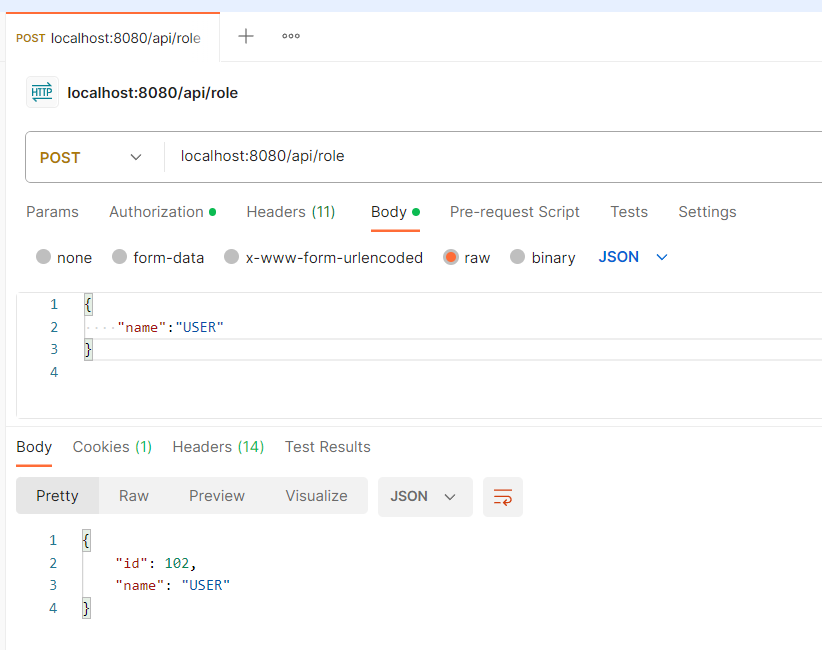 POST localhost:8080/api/role
HTTP localhost:8080/api/role
POST localhost:8080/api/role
Params Authorization Headers (11) Body Pre-request Script Tests Settings
none form-data x-www-form-urlencoded raw binary JSON
1 {
2 "name":"USER"
3 }
4
Body Cookies (1) Headers (14) Test Results
Pretty Raw Preview Visualize JSON
1 {
2 "id": 102,
3 "name": "USER"
4 }